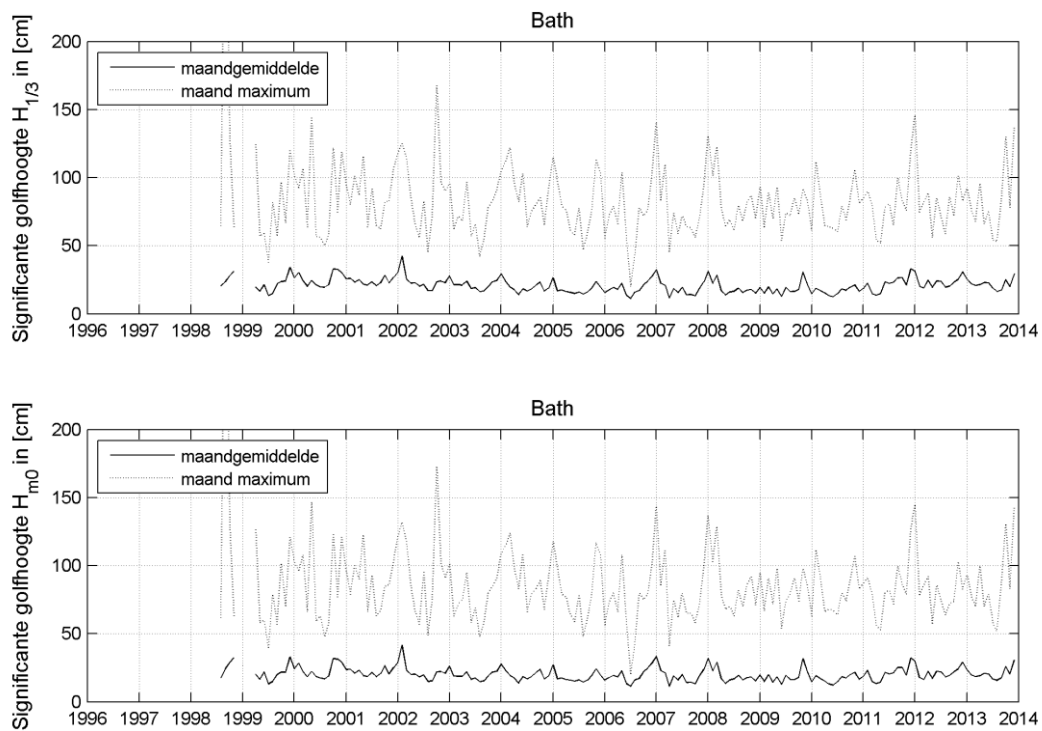 Bath
Significante golfhoogte H1/3 in [cm]
200
150
100
50
0
maandgemiddelde
maand maximum
1996 1997 1998 1999 2000 2001 2002 2003 2004 2005 2006 2007 2008 2009 2010 2011 2012 2013 2014
Bath
Significante golfhoogte Hm0 in [cm]
200
150
100
50
0
maandgemiddelde
maand maximum
1996 1997 1998 1999 2000 2001 2002 2003 2004 2005 2006 2007 2008 2009 2010 2011 2012 2013 2014